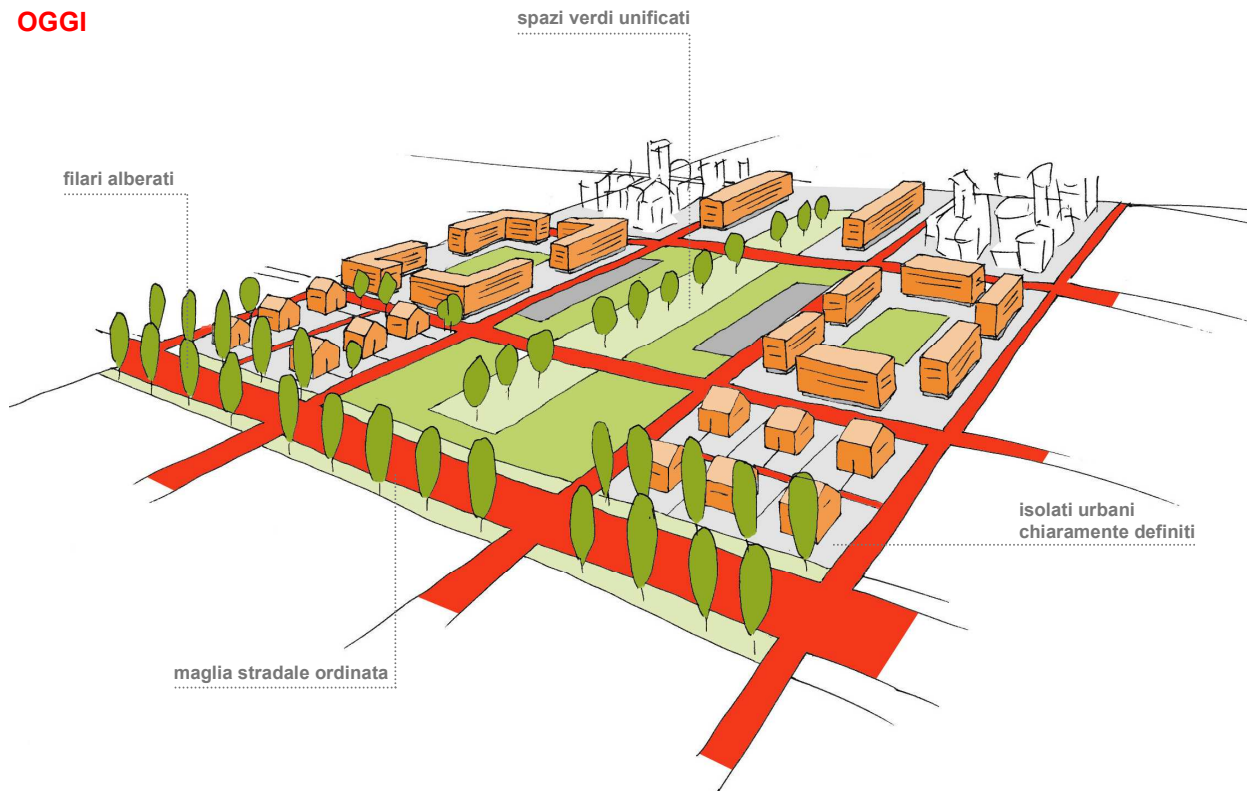 OGGI
spazi verdi unificati
filari alberati
isolati urbani
chiaramente definiti
maglia stradale ordinata